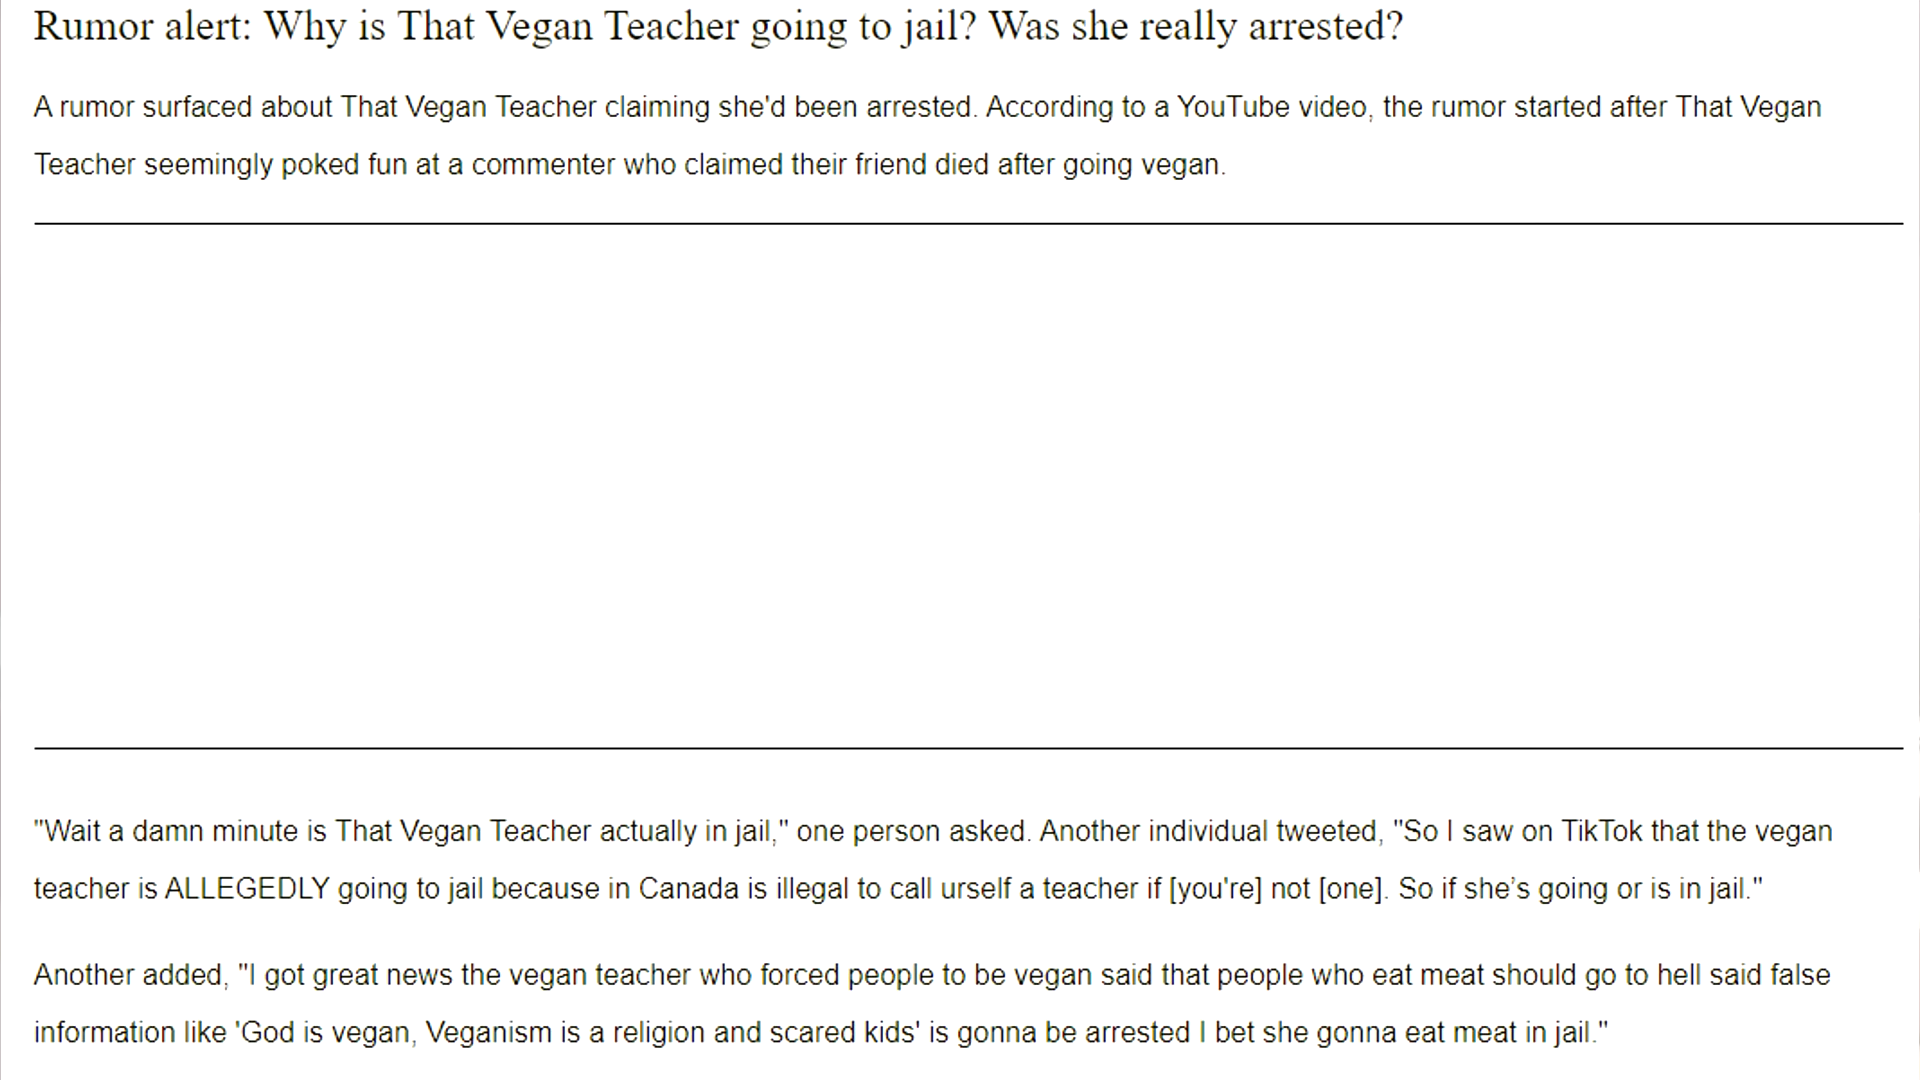 Rumor alert: Why is That Vegan Teacher going to jail? Was she really arrested?
A rumor surfaced about That Vegan Teacher claiming she'd been arrested. According to a YouTube video, the rumor started after That Vegan
Teacher seemingly poked fun at a commenter who claimed their friend died after going vegan.
"Wait a damn minute is That Vegan Teacher actually in jail," one person asked. Another individual tweeted, "So I saw on TikTok that the vegan
teacher is ALLEGEDLY going to jail because in Canada is illegal to call urself a teacher if [you're] not [one]. So if she’s going or is in jail."
Another added, "I got great news the vegan teacher who forced people to be vegan said that people who eat meat should go to hell said false
information like 'God is vegan, Veganism is a religion and scared kids' is gonna be arrested I bet she gonna eat meat in jail."